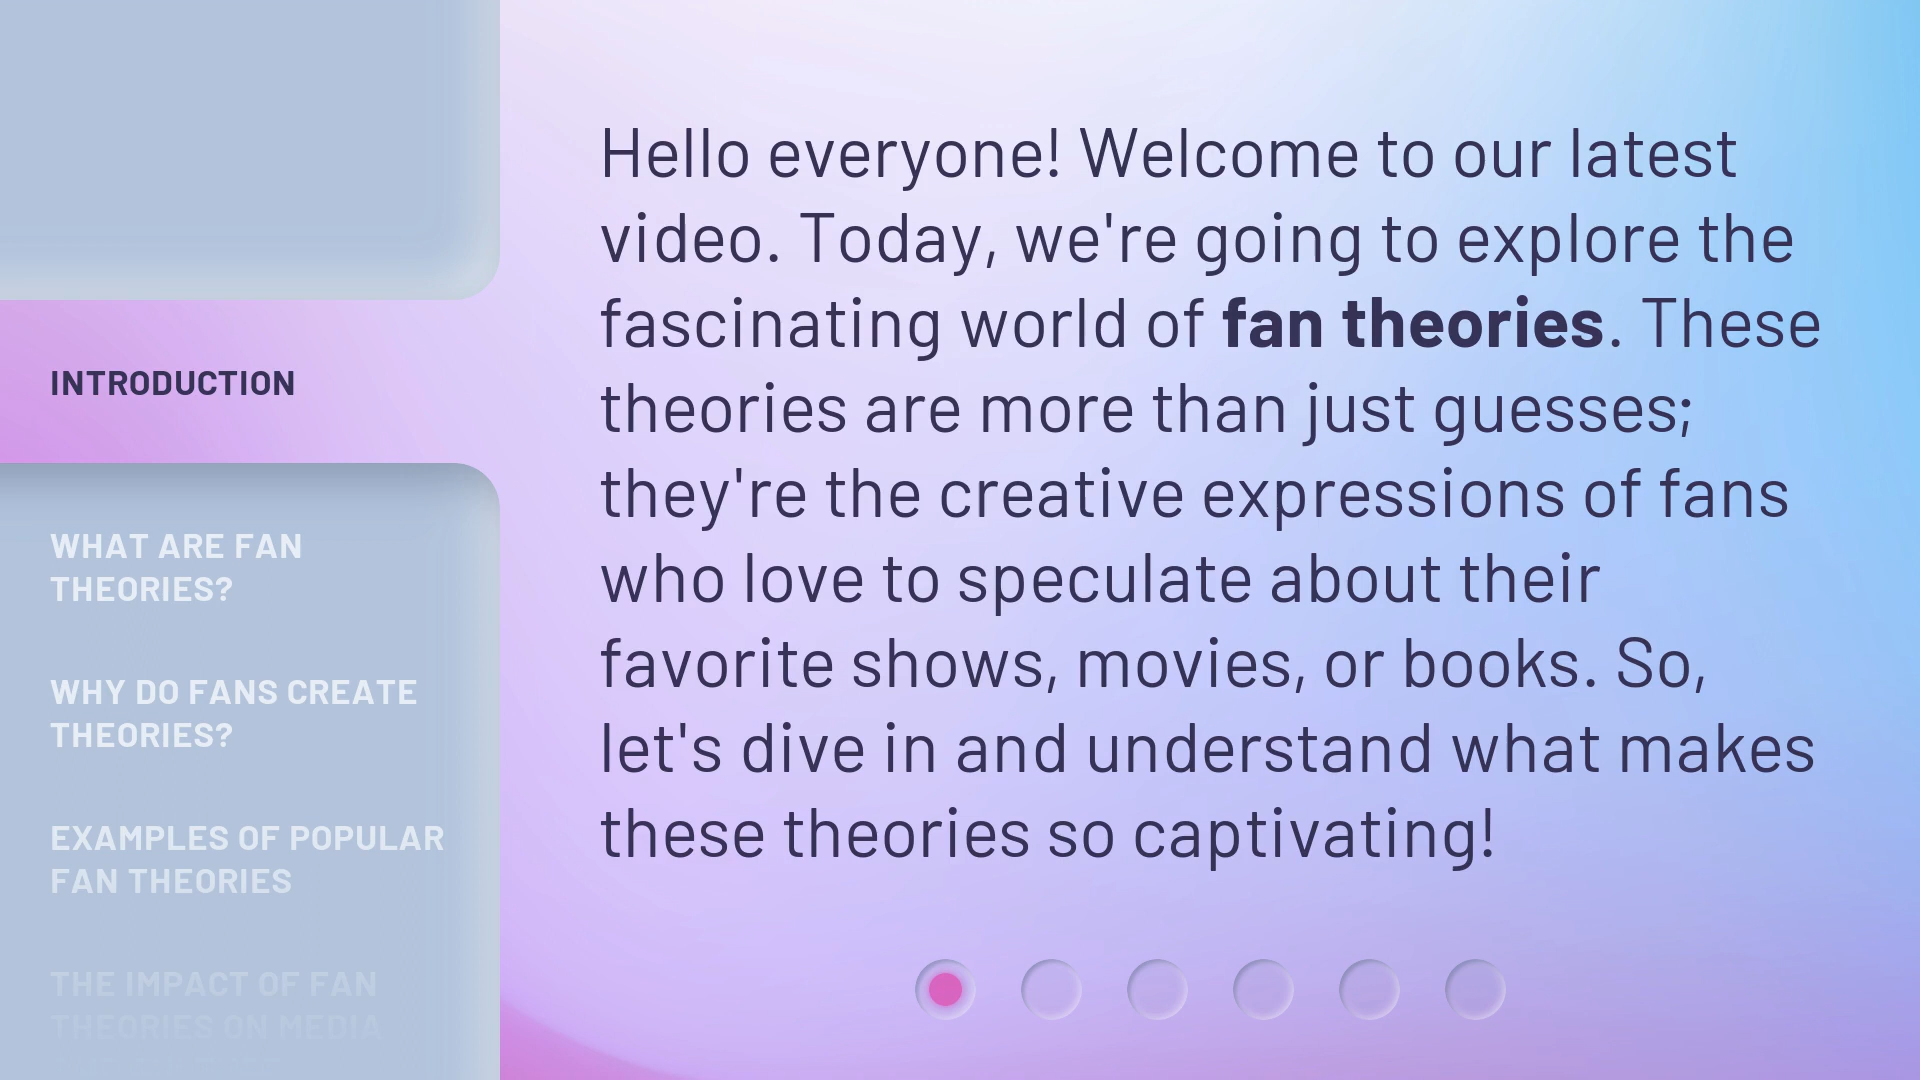 INTRODUCTION
WHAT ARE FAN
THEORIES?
WHY DO FANS CREATE
THEORIES?
EXAMPLES OF POPULAR
FAN THEORIES
THE IMPACT OF FAN
THEORIES ON MEDIA
Hello everyone! Welcome to our latest
video. Today, we're going to explore the
fascinating world of fan theories. These
theories are more than just guesses;
they're the creative expressions of fans
who love to speculate about their
favorite shows, movies, or books. So,
let's dive in and understand what makes
these theories so captivating!